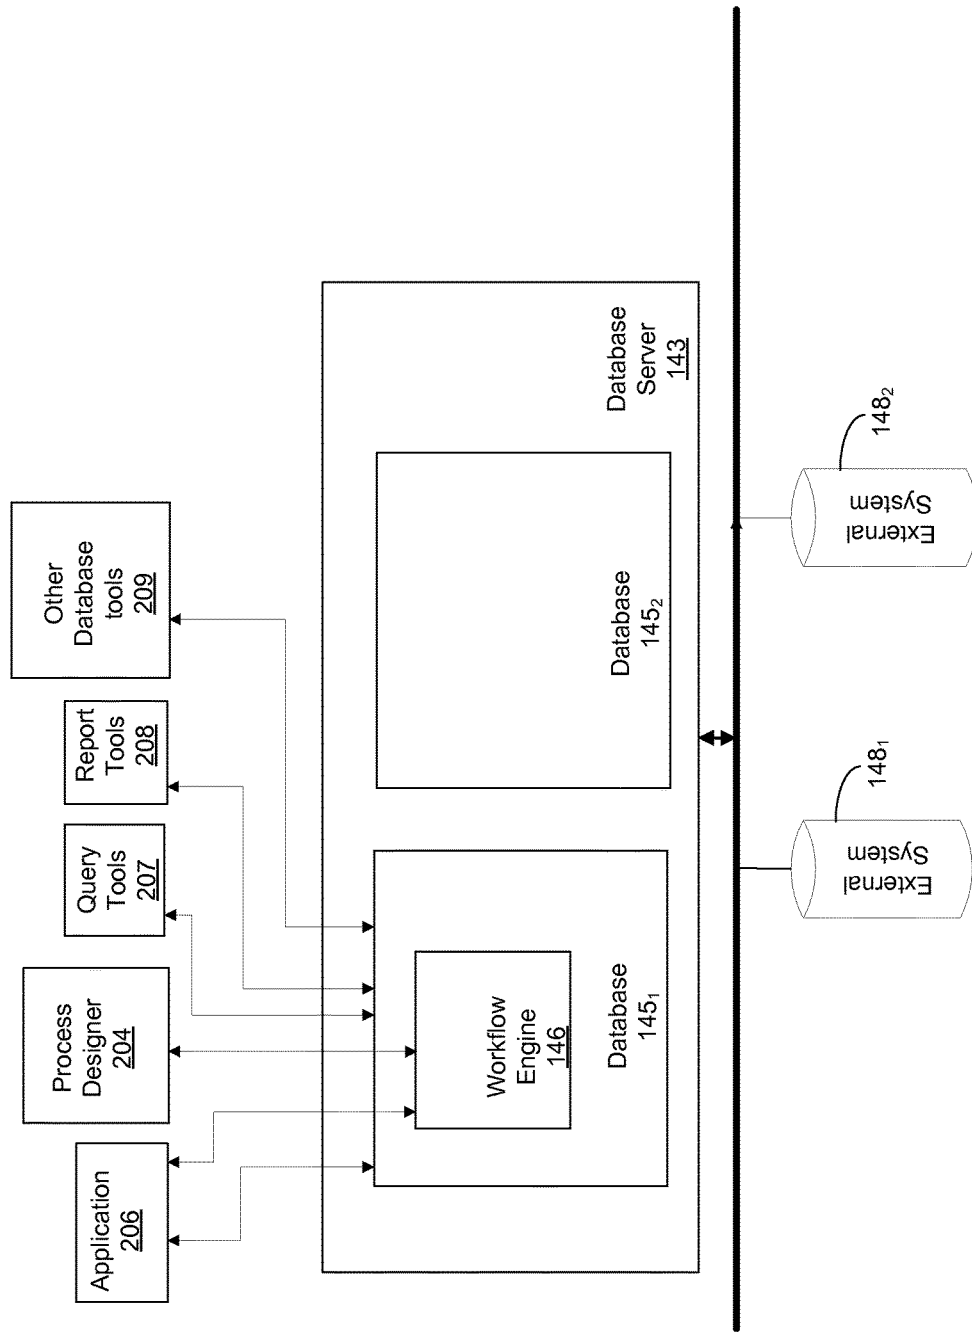 Application
206
Process
Designer
204
Query
Tools
207
Report
Tools
208
Other
Database
tools
209
Workflow
Engine
146
Database
145₁
Database
145₂
Database
Server
143
External
System
148₁
External
System
148₂